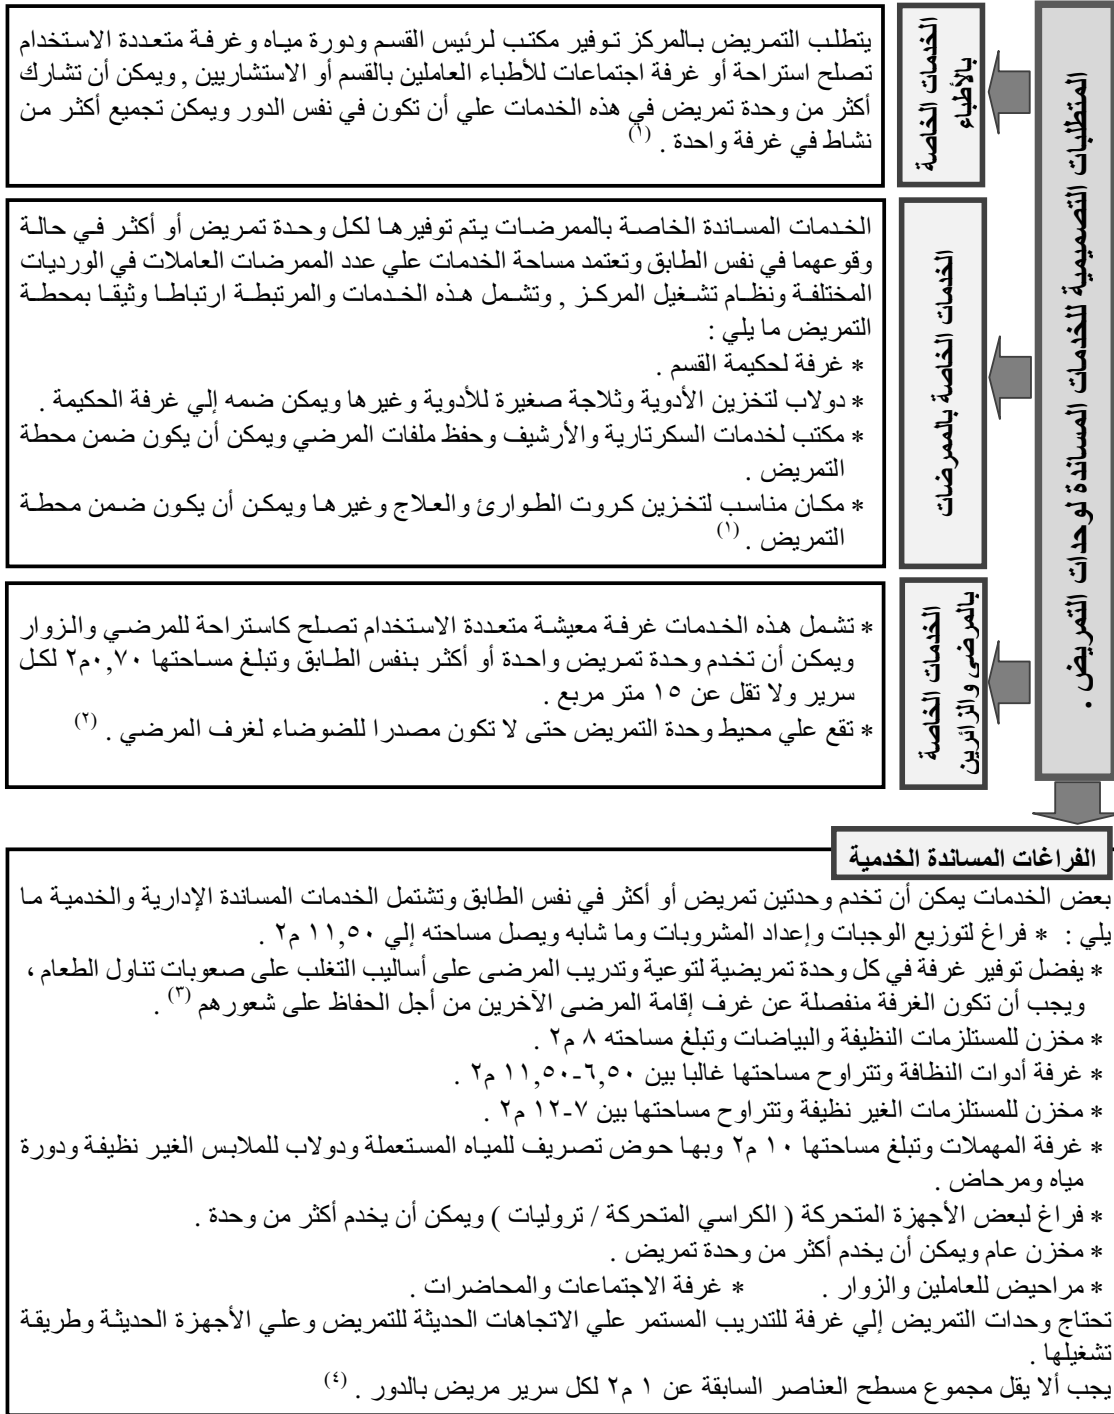 المتطلبات التصميمية للخدمات المساندة لوحدات التمريض .
الخدمات الخاصة
بالأطباء
يتطلب التمريض بالمركز توفير مكتب لرئيس القسم ودورة مياه وغرفة متعددة الاستخدام
تصلح استراحة أو غرفة اجتماعات للأطباء العاملين بالقسم أو الاستشاريين , ويمكن أن تشارك
أكثر من وحدة تمريض في هذه الخدمات علي أن تكون في نفس الدور ويمكن تجميع أكثر من
نشاط في غرفة واحدة . (١)
الخدمات الخاصة بالممرضات
الخدمات المساندة الخاصة بالممرضات يتم توفيرها لكل وحدة تمريض أو أكثر في حالة
وقوعهما في نفس الطابق وتعتمد مساحة الخدمات علي عدد الممرضات العاملات في الورديات
المختلفة ونظام تشغيل المركز , وتشمل هذه الخدمات والمرتبطة ارتباطا وثيقا بمحطة
التمريض ما يلي :
* غرفة لحكيمة القسم .
* دولاب لتخزين الأدوية وثلاجة صغيرة للأدوية وغيرها ويمكن ضمه إلي غرفة الحكيمة .
* مكتب لخدمات السكرتارية والأرشيف وحفظ ملفات المرضي ويمكن أن يكون ضمن محطة
التمريض .
* مكان مناسب لتخزين كروت الطوارئ والعلاج وغيرها ويمكن أن يكون ضمن محطة
التمريض . (١)
الخدمات الخاصة
بالمرضى والزائرين
* تشمل هذه الخدمات غرفة معيشة متعددة الاستخدام تصلح كاستراحة للمرضي والزوار
ويمكن أن تخدم وحدة تمريض واحدة أو أكثر بنفس الطابق وتبلغ مساحتها ٠,٧٠م٢ لكل
سرير ولا تقل عن ١٥ متر مربع .
* تقع علي محيط وحدة التمريض حتى لا تكون مصدرا للضوضاء لغرف المرضي . (٢)
الفراغات المساندة الخدمية
بعض الخدمات يمكن أن تخدم وحدتين تمريض أو أكثر في نفس الطابق وتشتمل الخدمات المساندة الإدارية والخدمية ما
يلي : * فراغ لتوزيع الوجبات وإعداد المشروبات وما شابه ويصل مساحته إلي ١١,٥٠ م٢ .
* يفضل توفير غرفة في كل وحدة تمريضية لتوعية وتدريب المرضى على أساليب التغلب على صعوبات تناول الطعام ،
ويجب أن تكون الغرفة منفصلة عن غرف إقامة المرضى الآخرين من أجل الحفاظ على شعورهم (٣) .
* مخزن للمستلزمات النظيفة والبياضات وتبلغ مساحته ٨ م٢ .
* غرفة أدوات النظافة وتتراوح مساحتها غالبا بين ٦,٥٠-١١,٥٠ م٢ .
* مخزن للمستلزمات الغير نظيفة وتتراوح مساحتها بين ٧-١٢ م٢ .
* غرفة المهملات وتبلغ مساحتها ١٠ م٢ وبها حوض تصريف للمياه المستعملة ودولاب للملابس الغير نظيفة ودورة
مياه ومرحاض .
* فراغ لبعض الأجهزة المتحركة ( الكراسي المتحركة / تروليات ) ويمكن أن يخدم أكثر من وحدة .
* مخزن عام ويمكن أن يخدم أكثر من وحدة تمريض .
* مراحيض للعاملين والزوار . * غرفة الاجتماعات والمحاضرات .
تحتاج وحدات التمريض إلي غرفة للتدريب المستمر علي الاتجاهات الحديثة للتمريض وعلي الأجهزة الحديثة وطريقة
تشغيلها .
يجب ألا يقل مجموع مسطح العناصر السابقة عن ١ م٢ لكل سرير مريض بالدور . (٤)